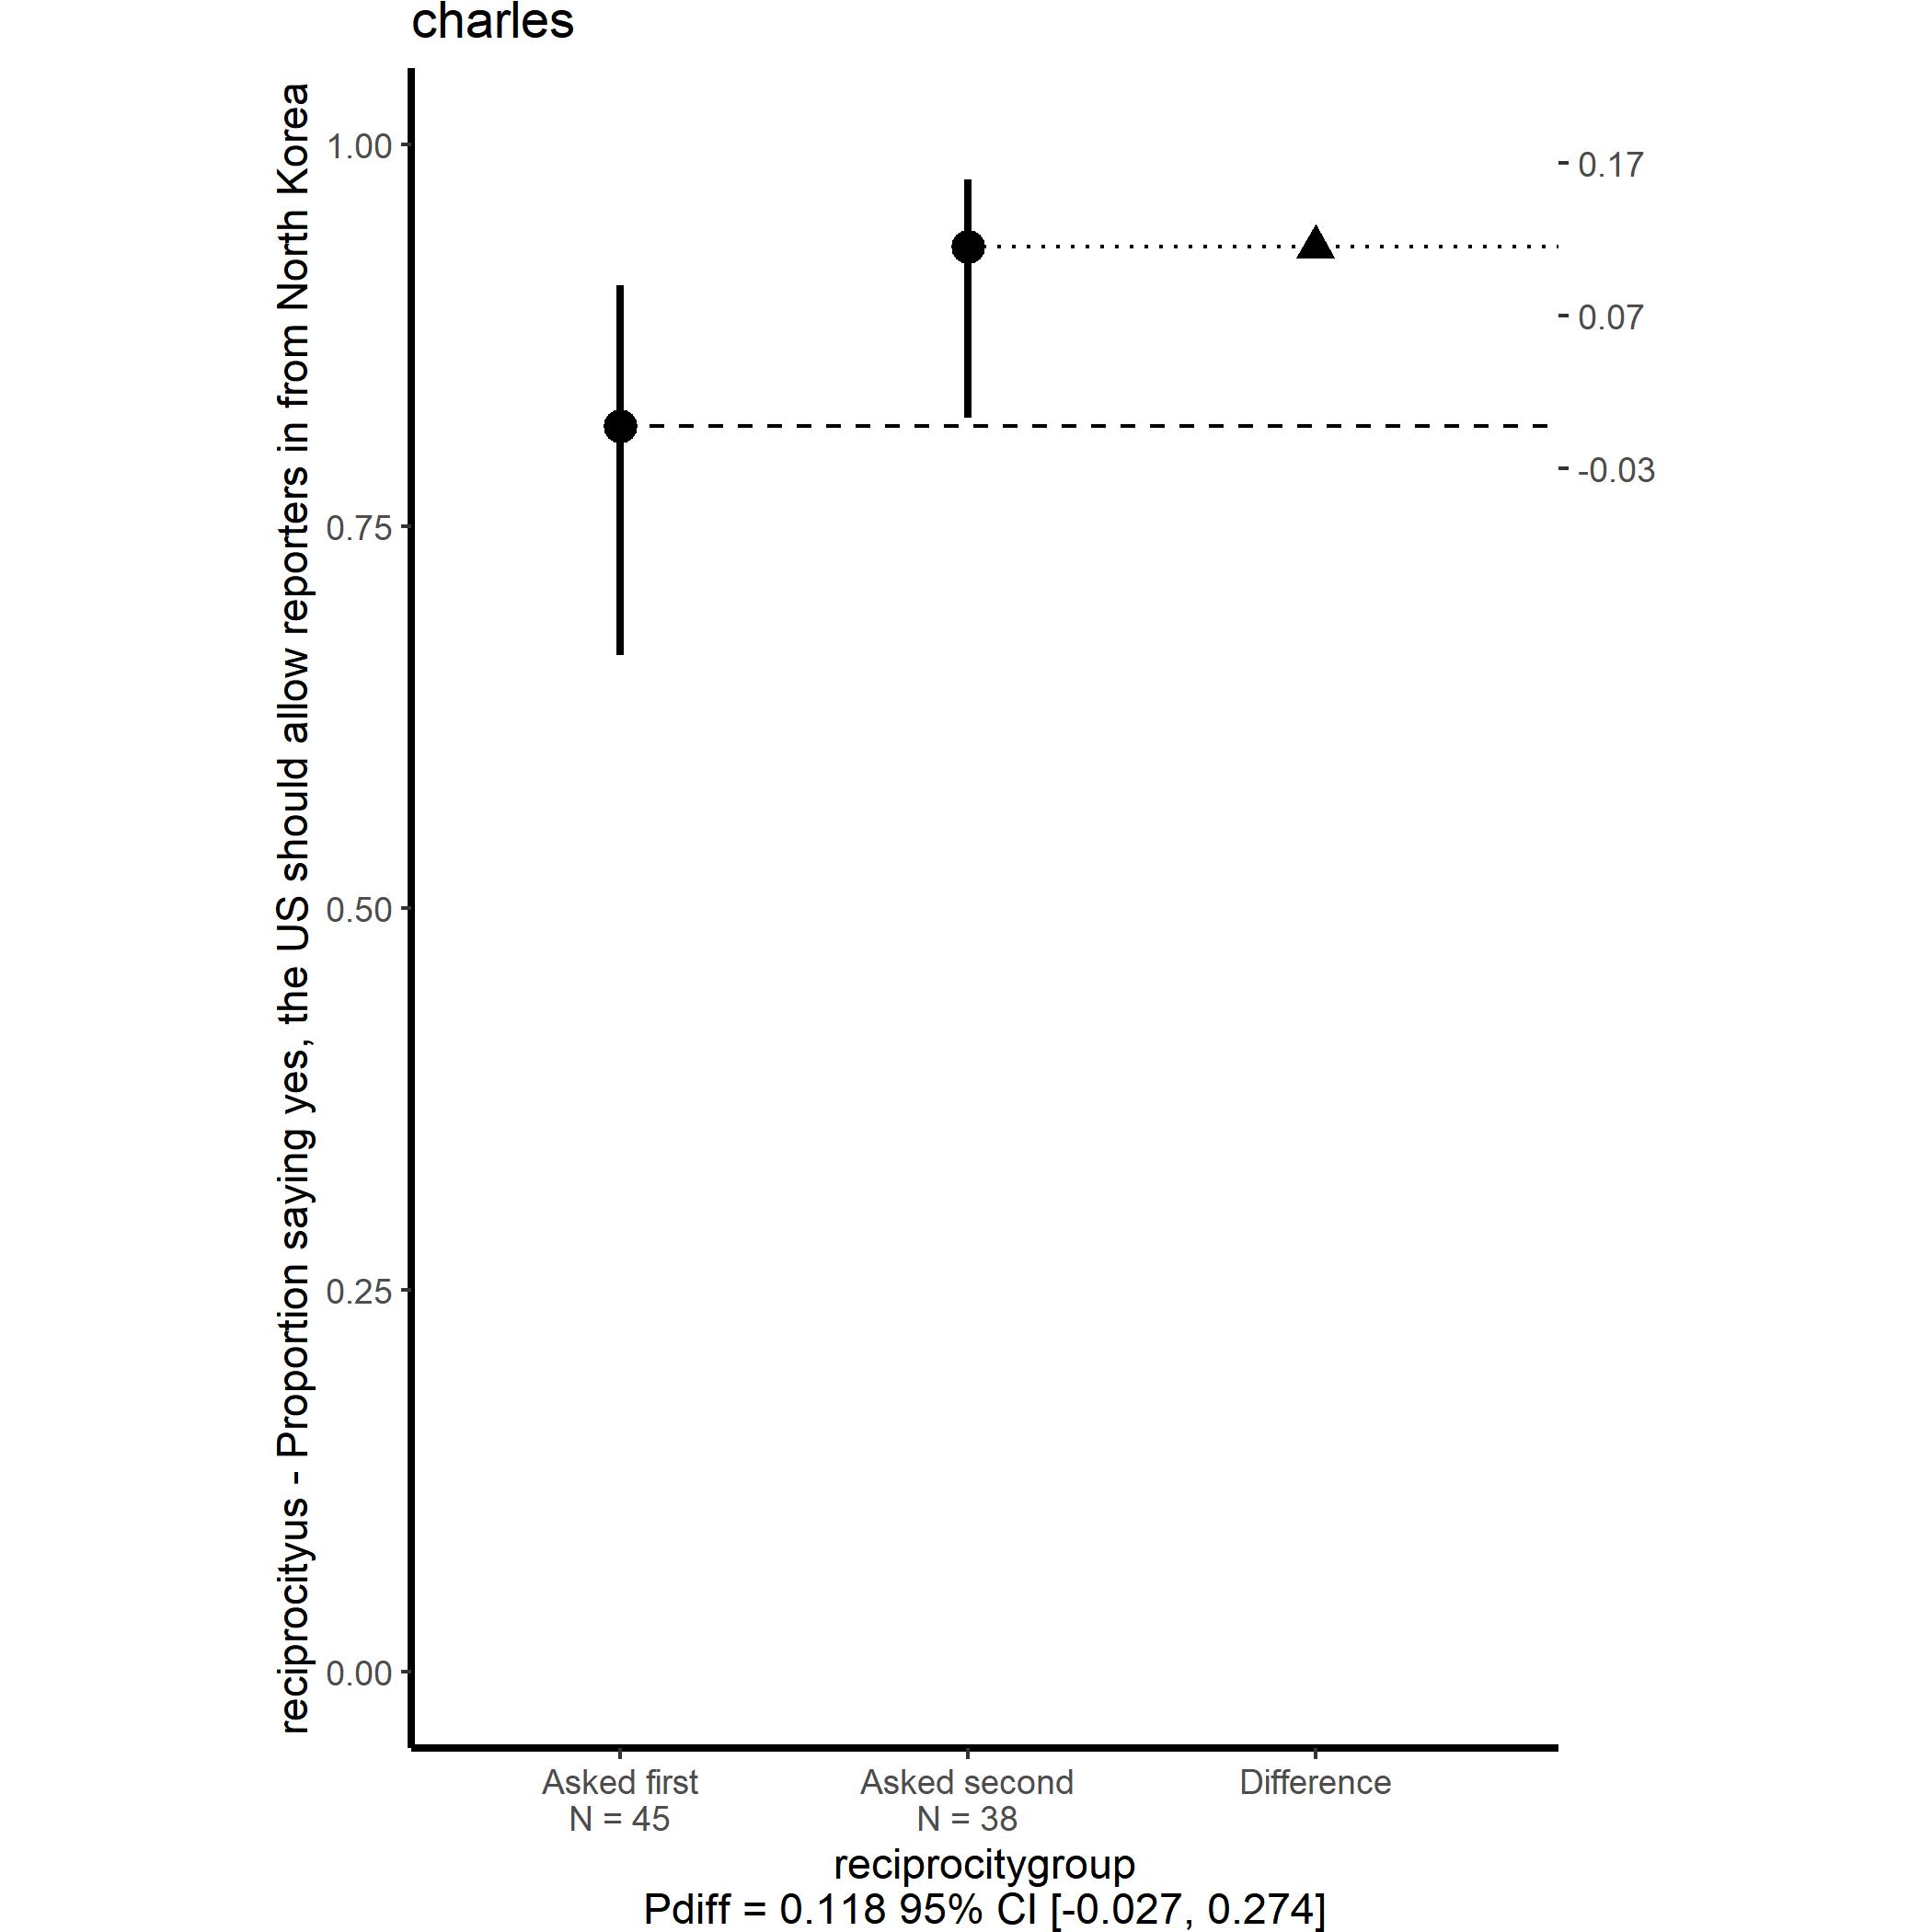 charles
reciprocityus - Proportion saying yes, the US should allow reporters in from North Korea
1.00
0.75
0.50
0.25
0.00
0.17
0.07
-0.03
Asked first
N = 45
Asked second
N = 38
Difference
reciprocitygroup
Pdiff = 0.118 95% CI [-0.027, 0.274]